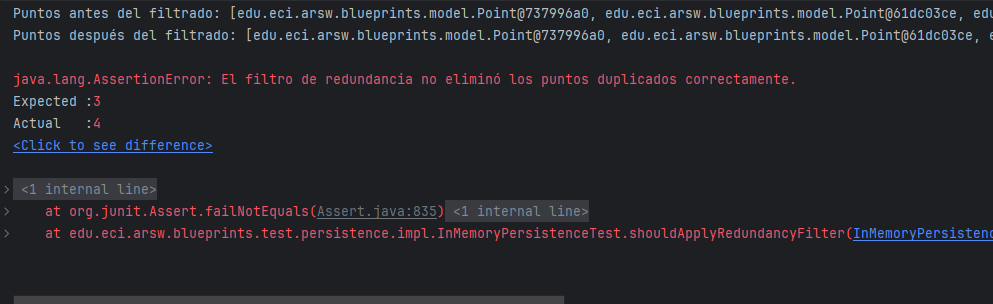 Puntos antes del filtrado: [edu.eci.arsw.blueprints.model.Point@737996a0, edu.eci.arsw.blueprints.model.Point@61dc03ce, edu
Puntos después del filtrado: [edu.eci.arsw.blueprints.model.Point@737996a0, edu.eci.arsw.blueprints.model.Point@61dc03ce, e
java.lang.AssertionError: El filtro de redundancia no eliminó los puntos duplicados correctamente.
Expected :3
Actual   :4
<Click to see difference>
<1 internal line>
at org.junit.Assert.failNotEquals(Assert.java:835) <1 internal line>
at edu.eci.arsw.blueprints.test.persistence.impl.InMemoryPersistenceTest.shouldApplyRedundancyFilter(InMemoryPersistenc